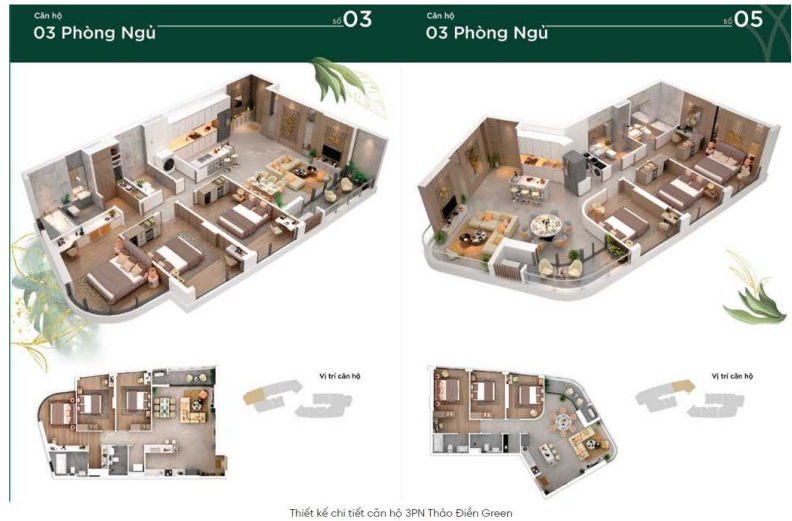 Căn hộ
03 Phòng Ngủ
số 03
Căn hộ
03 Phòng Ngủ
số 05
Vị trí căn hộ
Vị trí căn hộ
Thiết kế chi tiết căn hộ 3PN Thảo Điền Green